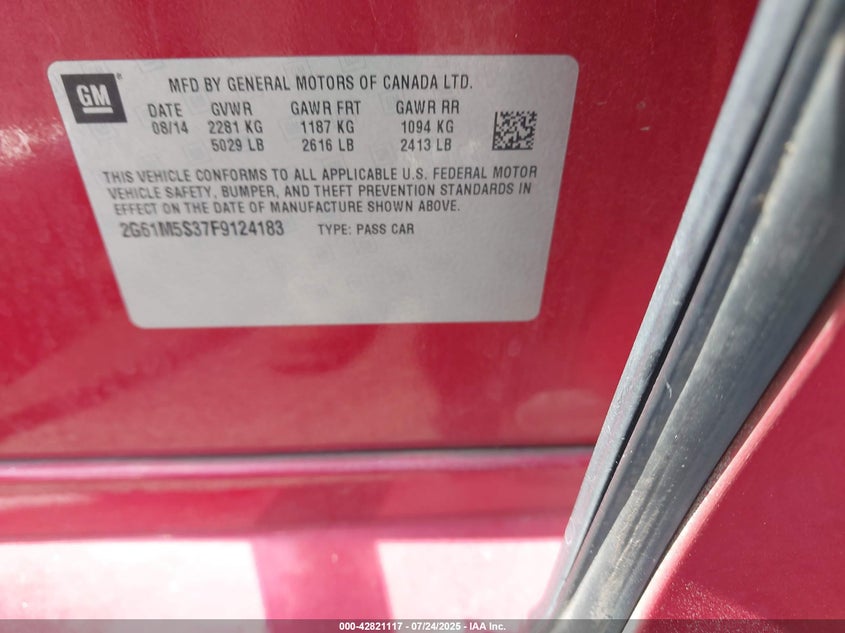 GM
MFD BY GENERAL MOTORS OF CANADA LTD.
DATE GVWR GAWR FRT GAWR RR
08/14 2281 KG 1187 KG 1094 KG
5029 LB 2616 LB 2413 LB
THIS VEHICLE CONFORMS TO ALL APPLICABLE U.S. FEDERAL MOTOR
VEHICLE SAFETY, BUMPER, AND THEFT PREVENTION STANDARDS IN
EFFECT ON THE DATE OF MANUFACTURE SHOWN ABOVE.
2G61M5S37F9124183 TYPE: PASS CAR
000-42821117 - 07/24/2025 - IAA Inc.